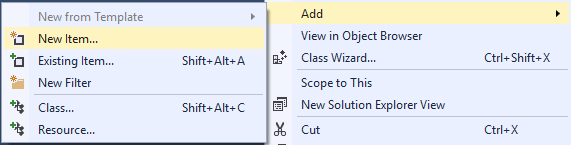 New from Template
New Item...
Existing Item... Shift+Alt+A
New Filter
Class... Shift+Alt+C
Resource...
Add
View in Object Browser
Class Wizard... Ctrl+Shift+X
Scope to This
New Solution Explorer View
Cut Ctrl+X